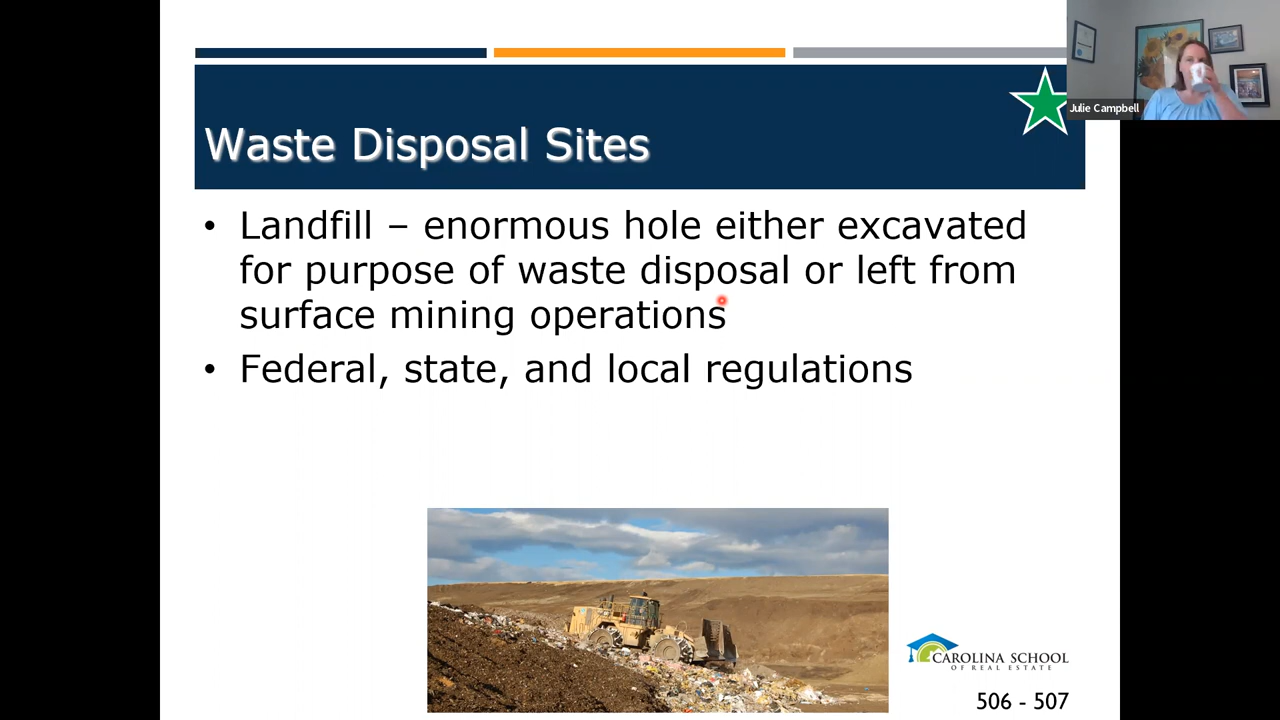 Julie Campbell
Waste Disposal Sites
• Landfill – enormous hole either excavated
for purpose of waste disposal or left from
surface mining operations
• Federal, state, and local regulations
CAROLINA SCHOOL
OF REAL ESTATE
506 - 507